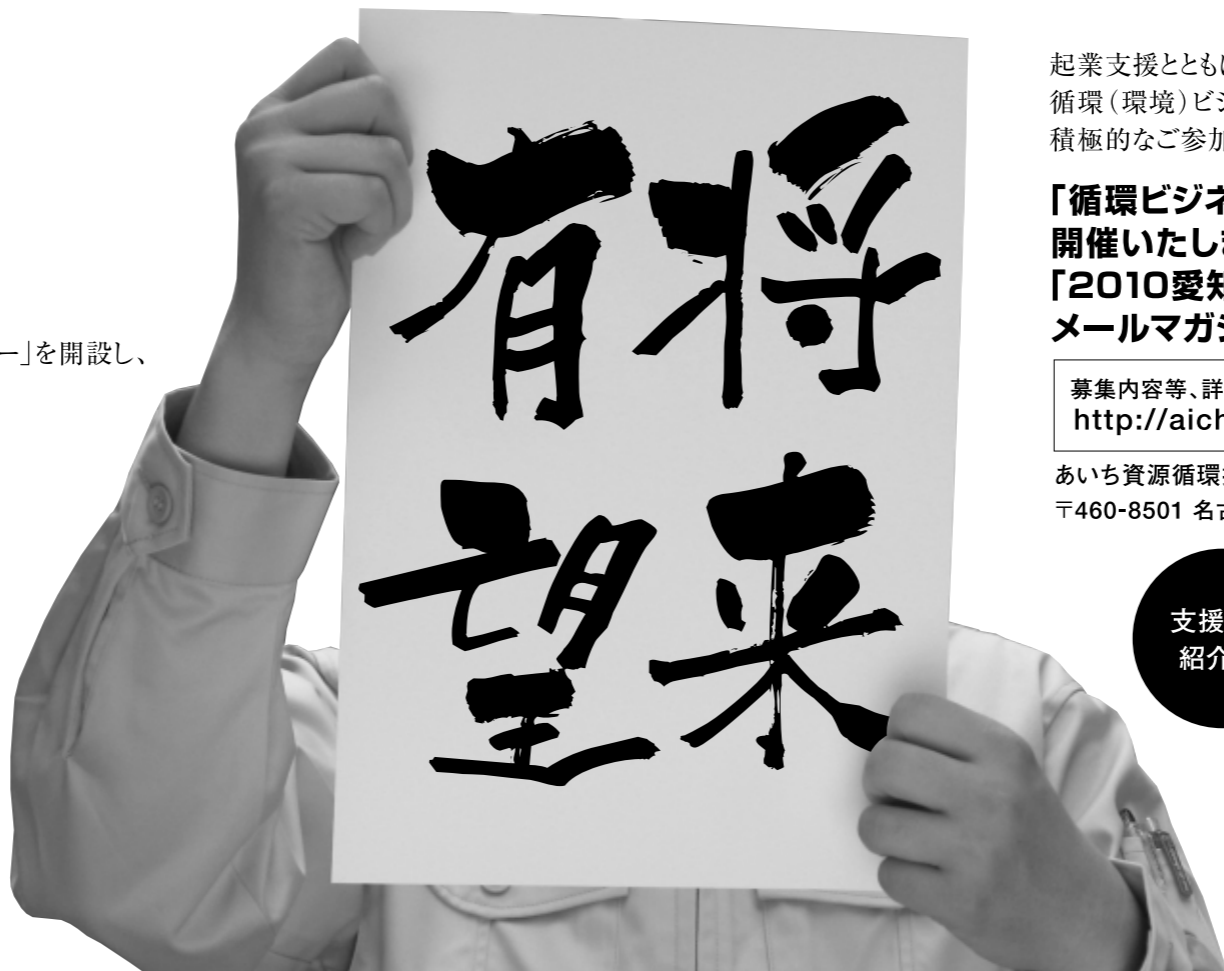 ー」を開設し、
将来
有望
起業支援とともに
循環(環境)ビジ
積極的なご参加
「循環ビジネ
開催いたしま
「2010愛知
メールマガジ
募集内容等、詳
http://aich
あいち資源循環
〒460-8501 名古
支援
紹介